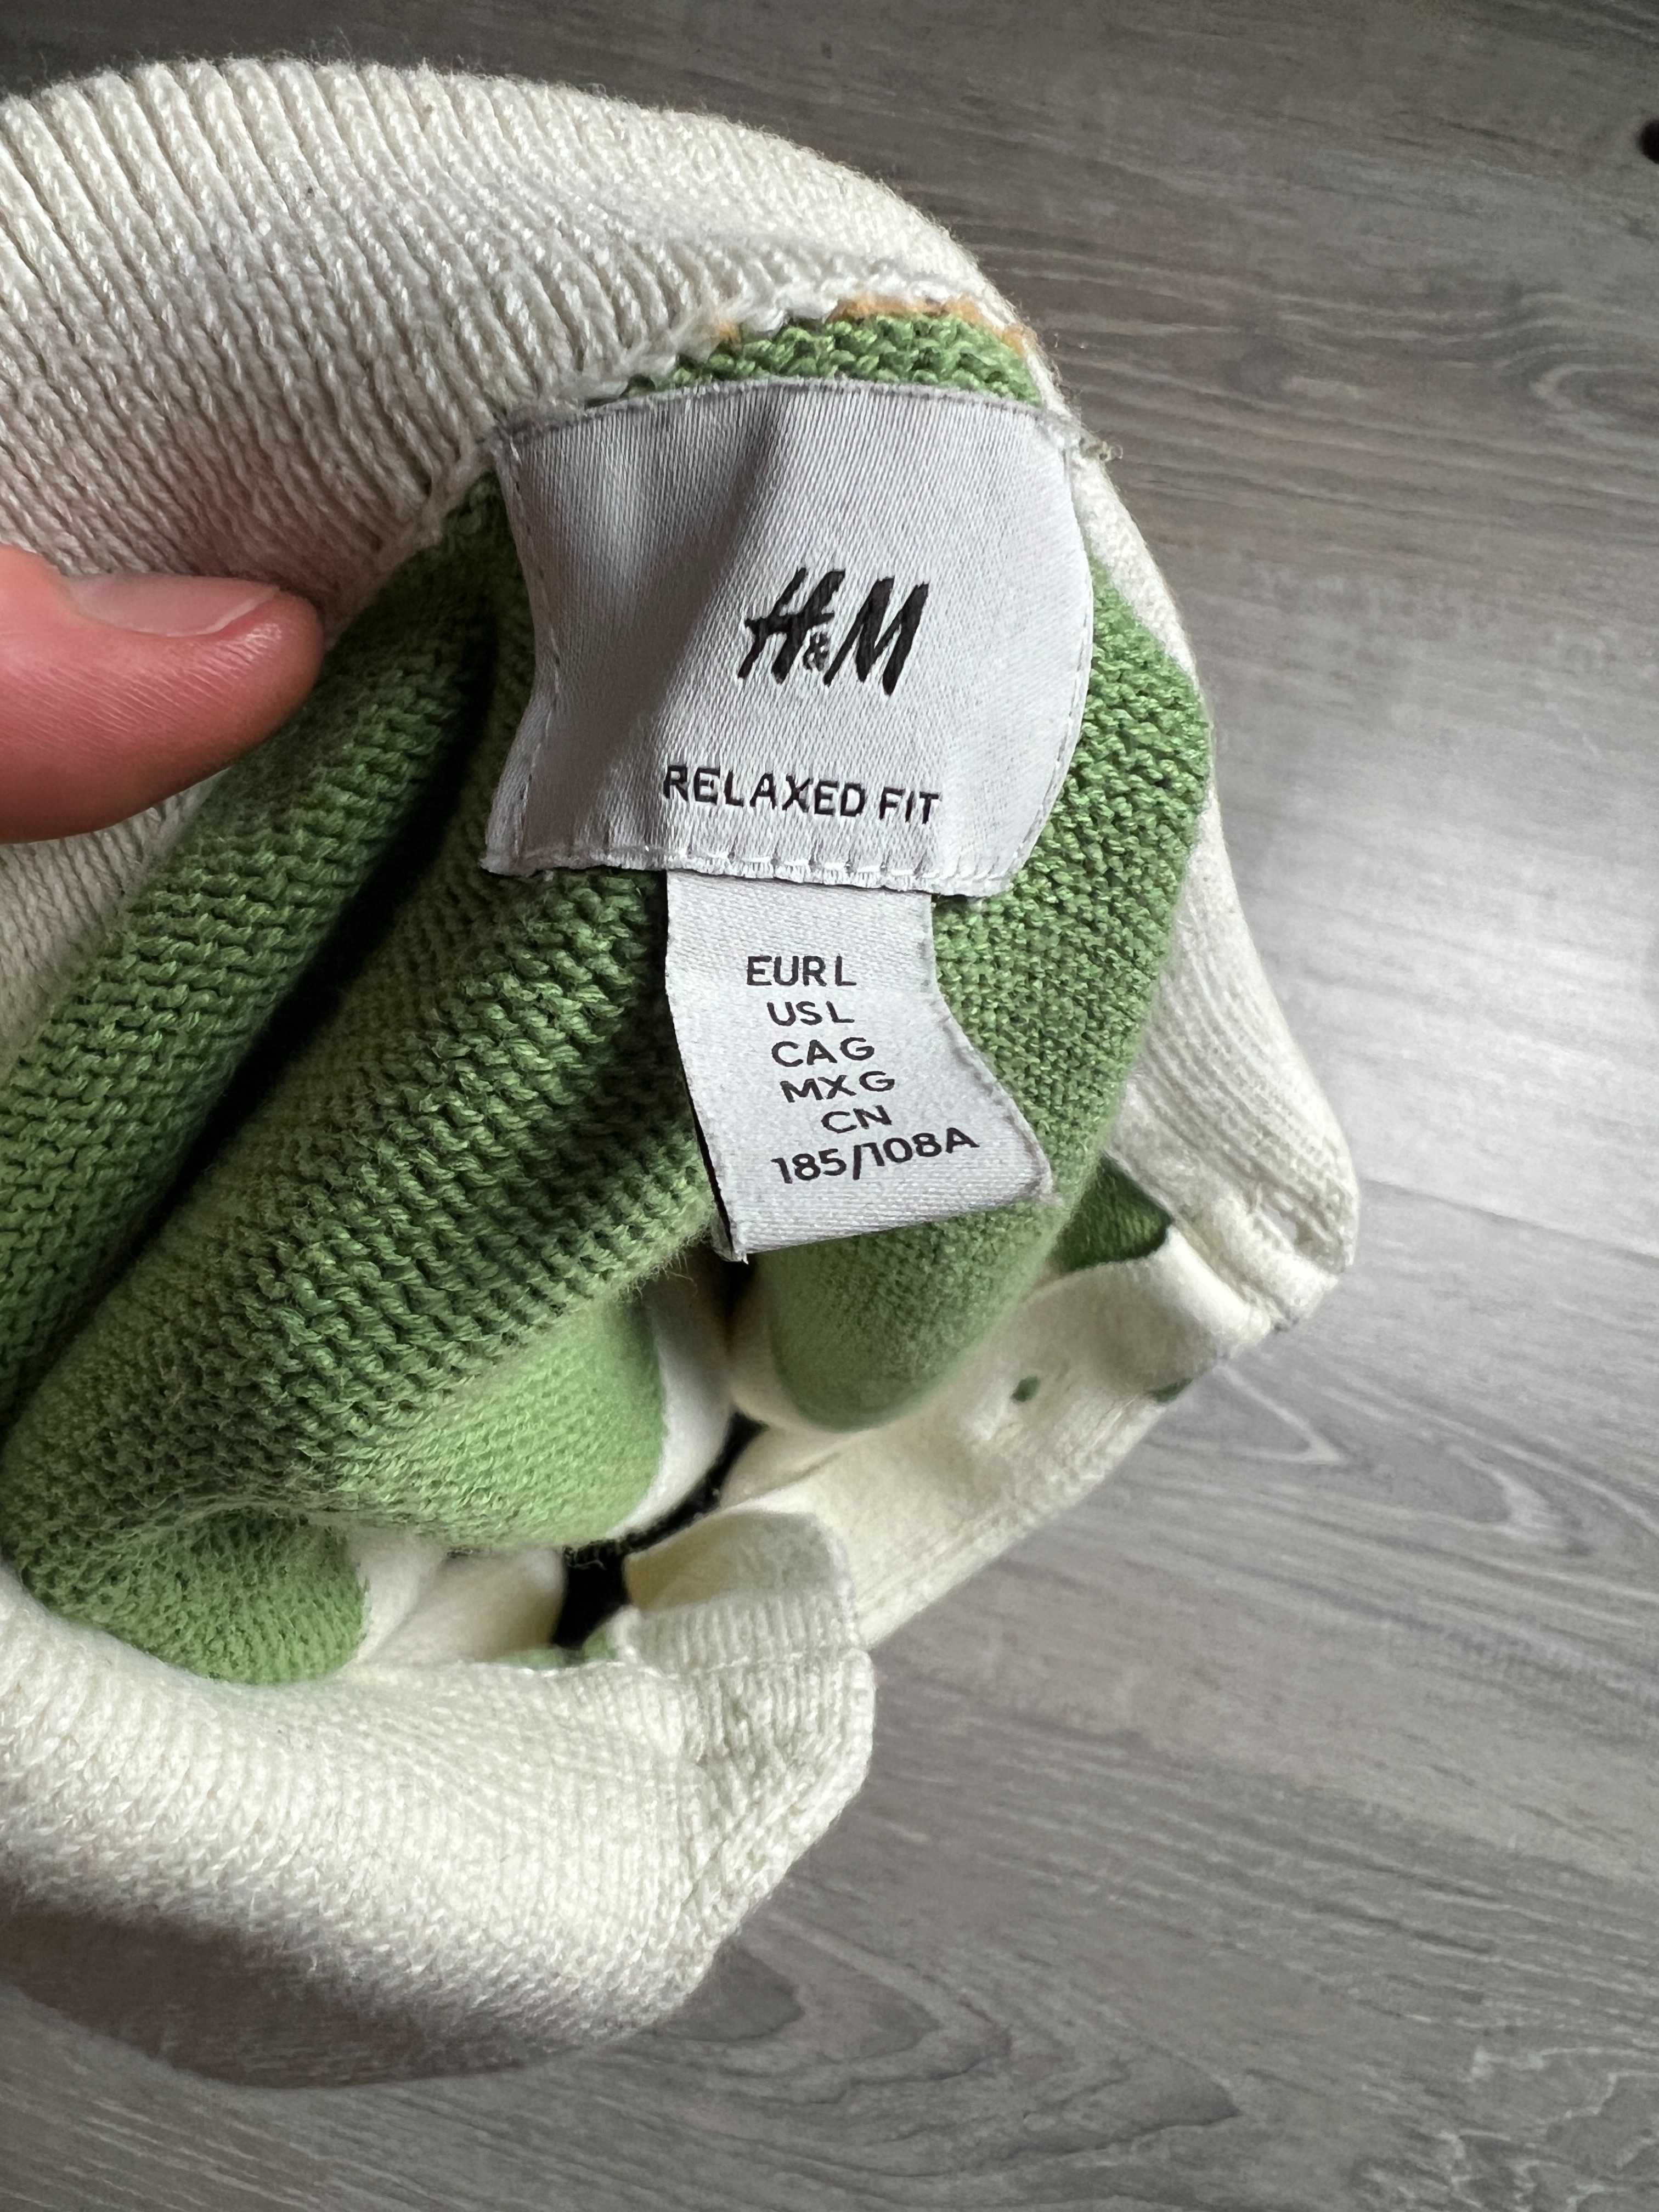 H&M
RELAXED FIT
EUR L
US L
CA G
MX G
CN
185/108A